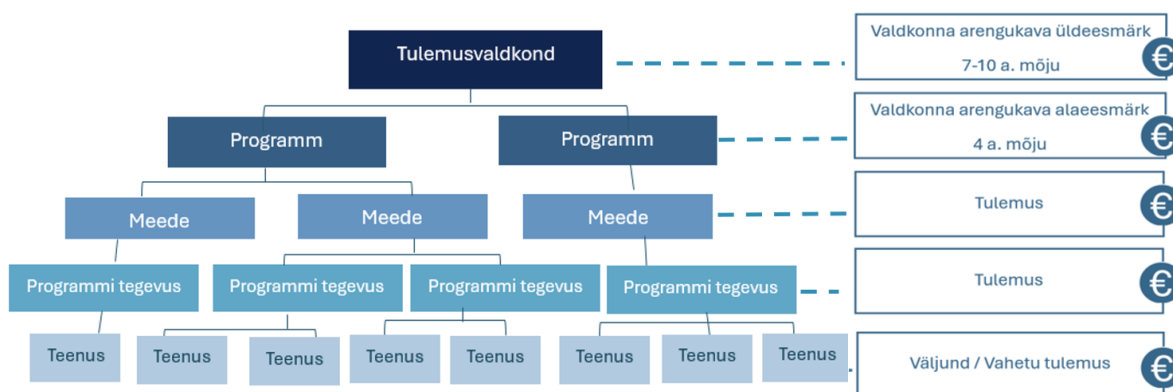 Tulemusvaldkond
Valdkonna arengukava üldeesmärk
7-10 a. mõju
€
Programm
Programm
Valdkonna arengukava alaeesmärk
4 a. mõju
€
Meede
Meede
Meede
Tulemus
€
Programmi tegevus
Programmi tegevus
Programmi tegevus
Programmi tegevus
Tulemus
€
Teenus
Teenus
Teenus
Teenus
Teenus
Teenus
Teenus
Teenus
Väljund / Vahetu tulemus
€